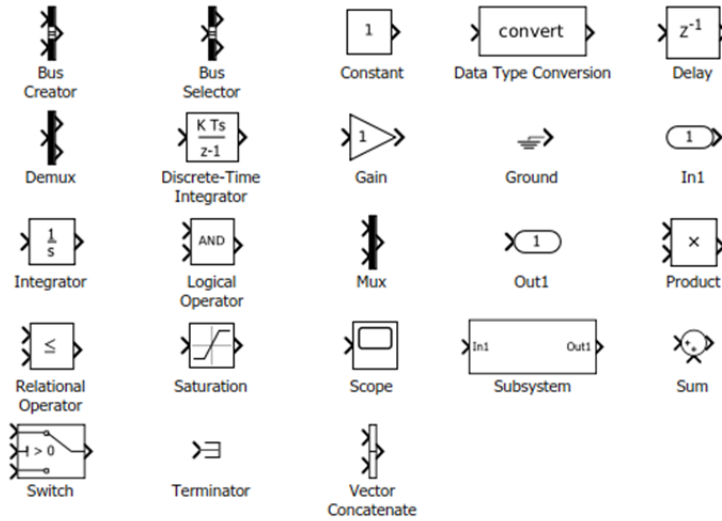 1
convert
Z-1
Bus
Creator
Bus
Selector
Constant
Data Type Conversion
Delay
K Ts
z-1
1
1
Demux
Discrete-Time
Integrator
Gain
Ground
In1
1
s
AND
1
×
Integrator
Logical
Operator
Mux
Out1
Product
≤
In1
Out1
+
+
Relational
Operator
Saturation
Scope
Subsystem
Sum
> 0
Switch
Terminator
Vector
Concatenate